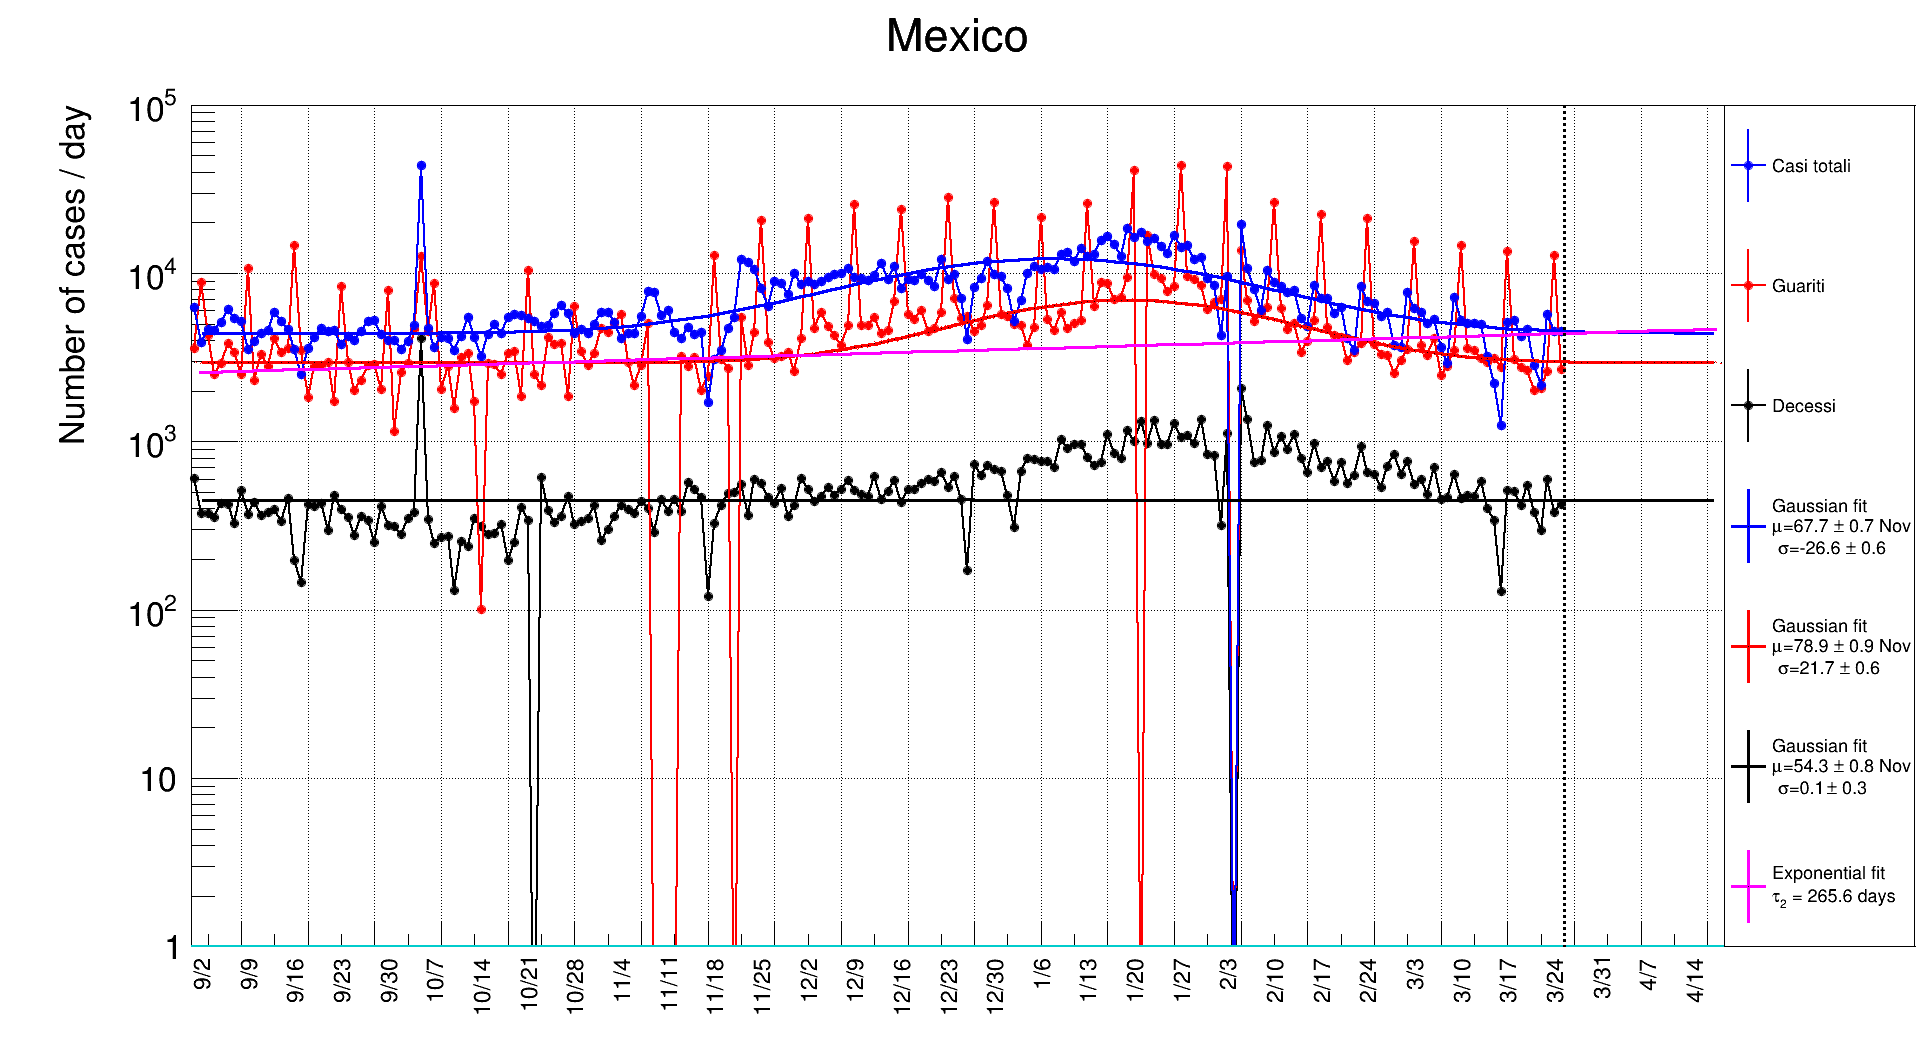 Mexico
Number of cases / day
10^5
10^4
10^3
10^2
10
1
9/2 9/9 9/16 9/23 9/30 10/7 10/14 10/21 10/28 11/4 11/11 11/18 11/25 12/2 12/9 12/16 12/23 12/30 1/6 1/13 1/20 1/27 2/3 2/10 2/17 2/24 3/3 3/10 3/17 3/24 3/31 4/7 4/14
Casi totali
Guariti
Decessi
Gaussian fit
μ=67.7 ± 0.7 Nov
σ=-26.6 ± 0.6
Gaussian fit
μ=78.9 ± 0.9 Nov
σ=21.7 ± 0.6
Gaussian fit
μ=54.3 ± 0.8 Nov
σ=0.1 ± 0.3
Exponential fit
τ₂ = 265.6 days